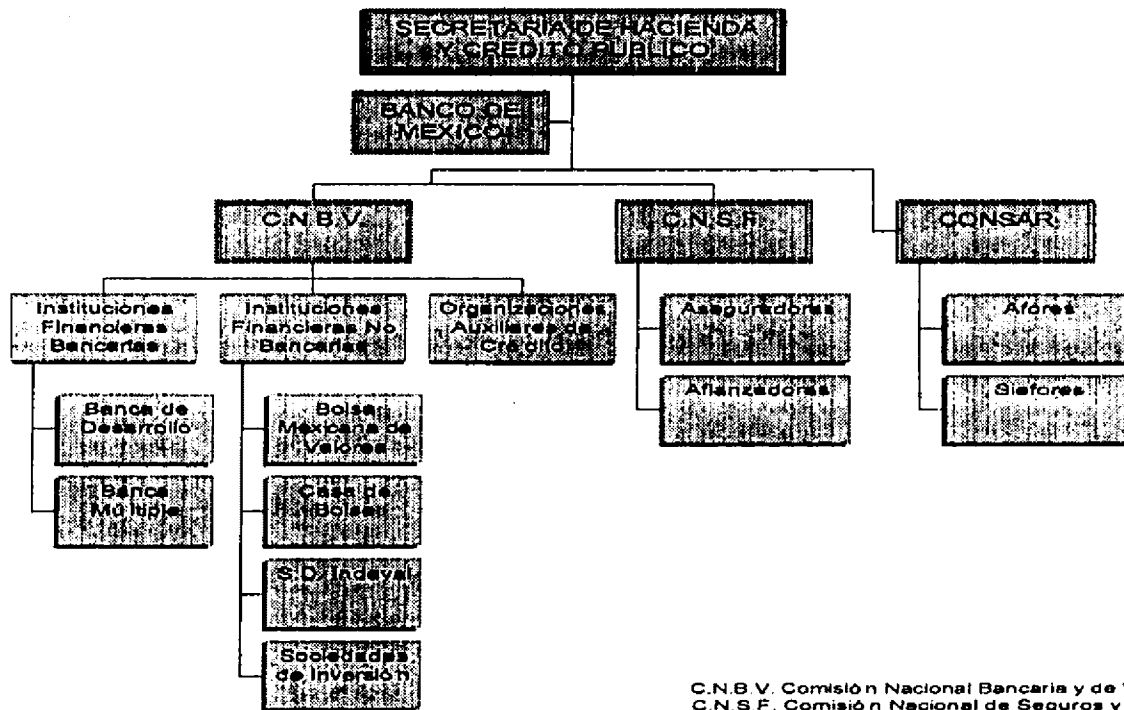 SECRETARIA DE HACIENDA
Y CREDITO PUBLICO
BANCO DE
MEXICO
C.N.B.V.
C.N.S.F.
CONSAR
Instituciones
Financieras
Bancarias
Instituciones
Financieras No
Bancarias
Organizaciones
Auxiliares de
Crédito
Aseguradores
Afores
Afianzadores
Siefores
Banca de
Desarrollo
Bolsa
Mexicana de
Valores
Banca
Múltiple
Casa de
Bolsa
S.D. Indeval
Sociedades
de Inversión
C.N.B.V. Comisión Nacional Bancaria y de
C.N.S.F. Comisión Nacional de Seguros y